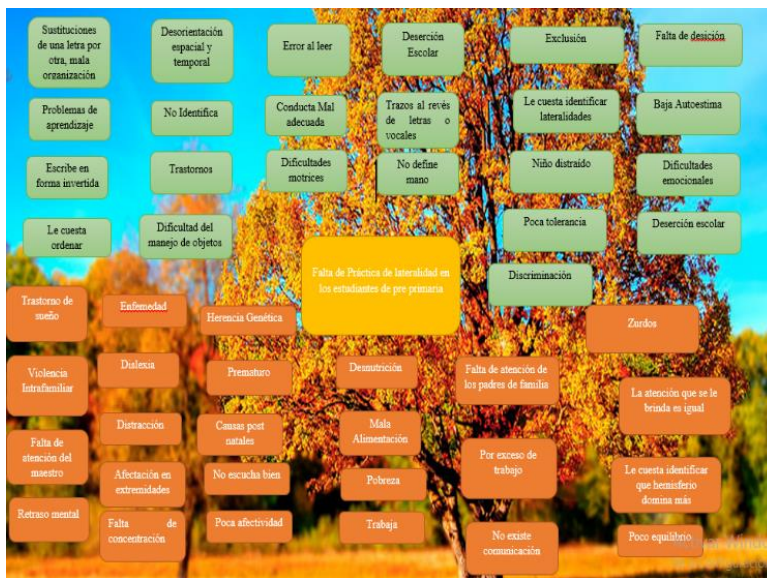 Sustituciones
de una letra por
otra, mala
organización
Desorientación
espacial y
temporal
Error al leer
Deserción
Escolar
Exclusión
Falta de desición
Problemas de
aprendizaje
No Identifica
Conducta Mal
adecuada
Trazos al revés
de letras o
vocales
Le cuesta identificar
lateralidades
Baja Autoestima
Escribe en
forma invertida
Trastornos
Dificultades
motrices
No define
mano
Niño distraído
Dificultades
emocionales
Le cuesta
ordenar
Dificultad del
manejo de objetos
Poca tolerancia
Deserción escolar
Falta de Práctica de lateralidad en
los estudiantes de pre primaria
Discriminación
Trastorno de
sueño
Enfemedad
Herencia Genética
Zurdos
Violencia
Intrafamiliar
Dislexia
Prematuro
Desnutrición
Falta de atención de
los padres de familia
La atención que se le
brinda es igual
Falta de
atención del
maestro
Distracción
Causas post
natales
Mala
Alimentación
Por exceso de
trabajo
Le cuesta identificar
que hemisferio
domina más
Retraso mental
Afectación en
extremidades
No escucha bien
Pobreza
Falta de
concentración
Poca afectividad
Trabaja
No existe
comunicación
Poco equilibrio